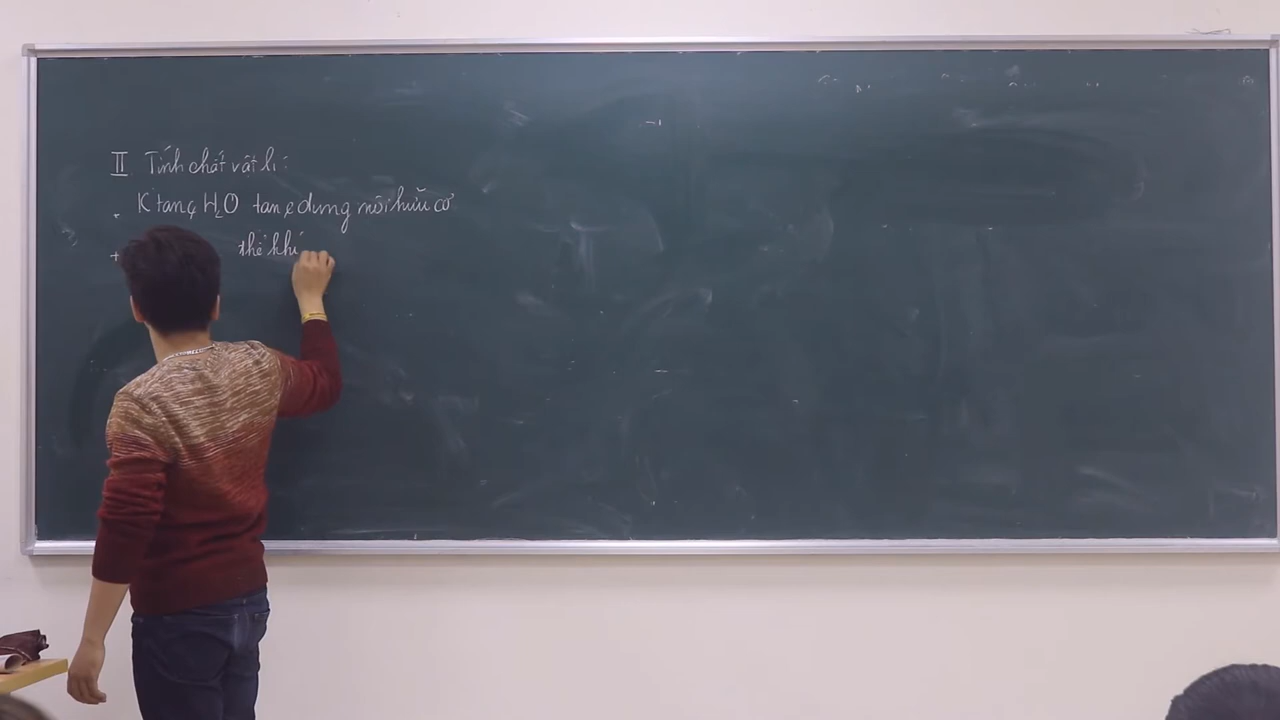 II Tính chất vật lí:
K tan ç H₂O tan ç dung môi hữu cơ
+ thể khí